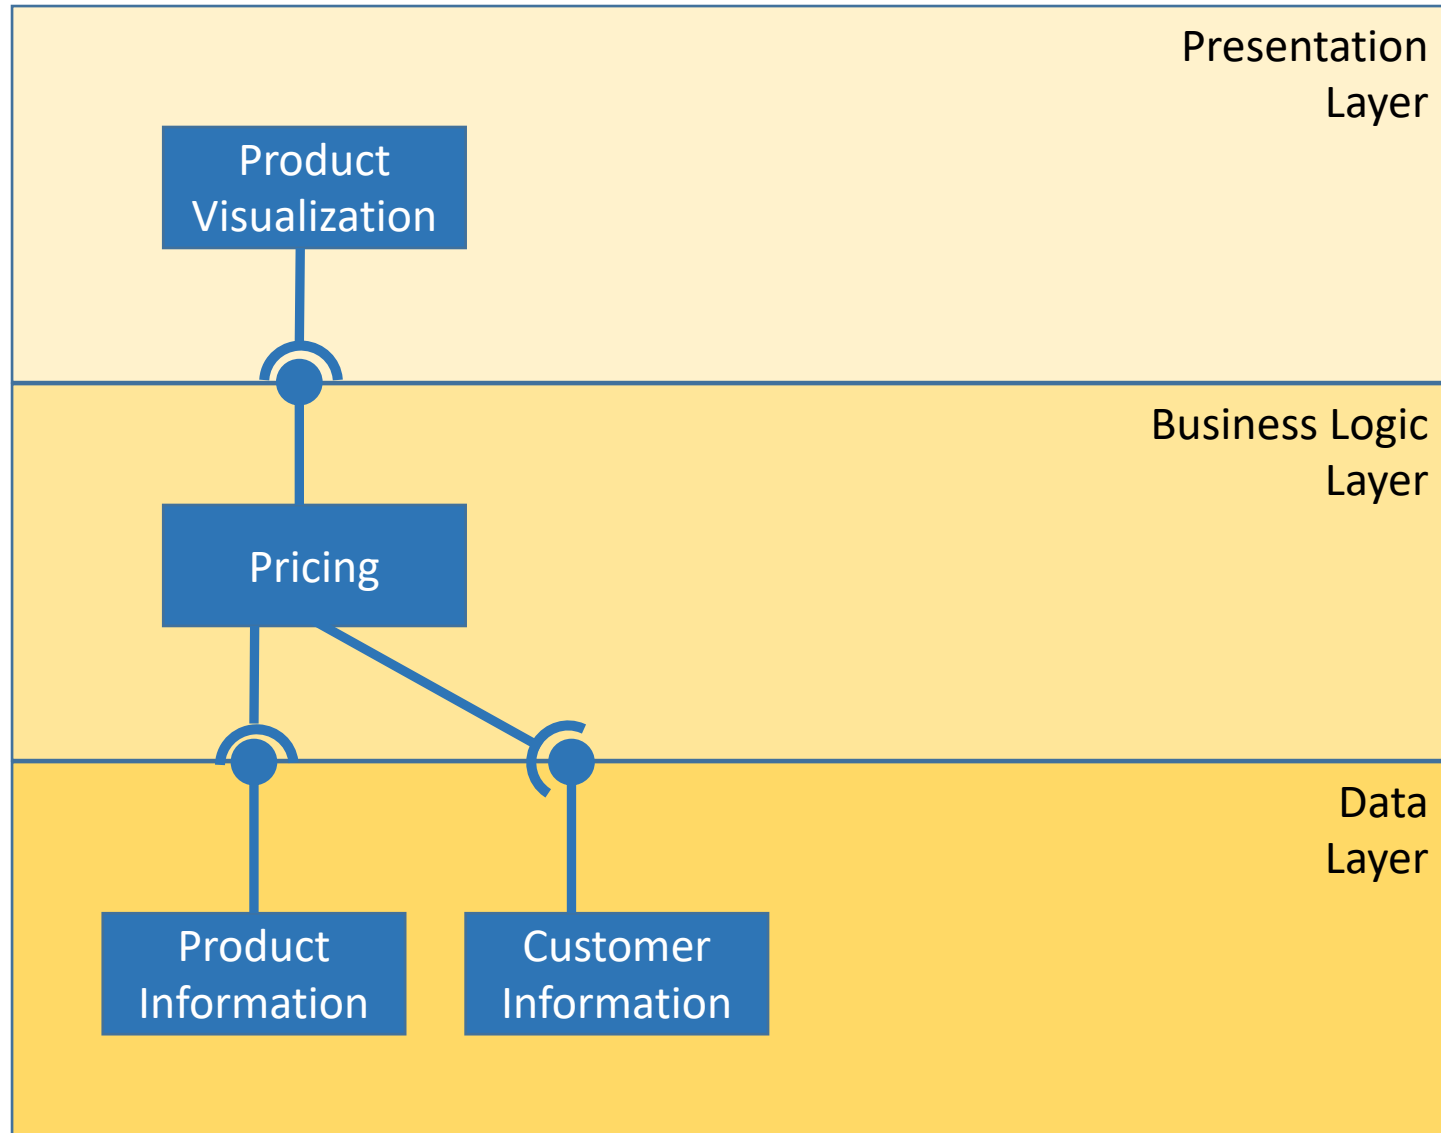 Presentation
Layer
Product
Visualization
Business Logic
Layer
Pricing
Data
Layer
Product
Information
Customer
Information